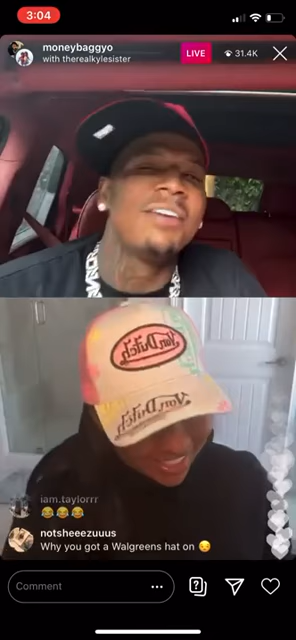 3:04
moneybaggyo
with therealkylesister
LIVE
31.4K
Von Dutch
Von Dutch
iam.taylorrr
😂😂😂
notsheeezuuus
Why you got a Walgreens hat on 😒
Comment